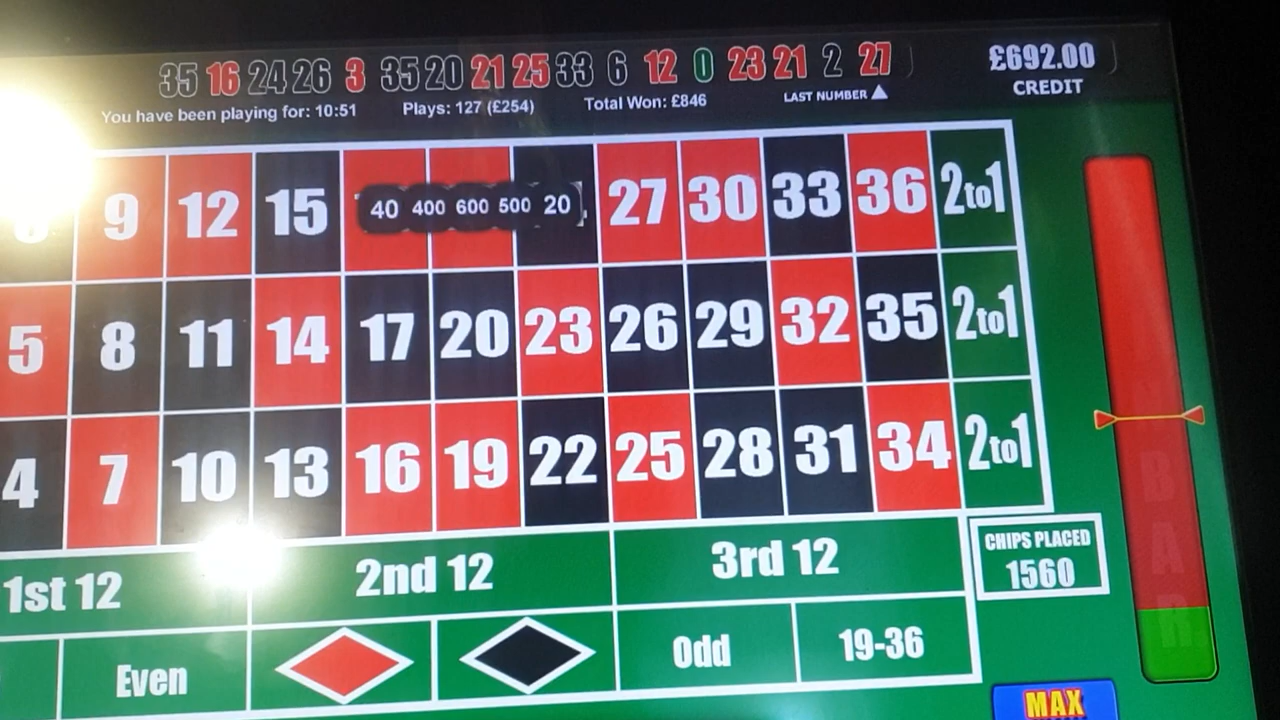 35 16 24 26 3 35 20 21 25 33 6 12 0 23 21 2 27
£692.00
CREDIT
You have been playing for: 10:51 Plays: 127 (£254) Total Won: £846 LAST NUMBER
9 12 15 40 400 600 500 20 27 30 33 36 2to1
5 8 11 14 17 20 23 26 29 32 35 2to1
4 7 10 13 16 19 22 25 28 31 34 2to1
1st 12 2nd 12 3rd 12
CHIPS PLACED
1560
Even Odd 19-36
BAR
MAX